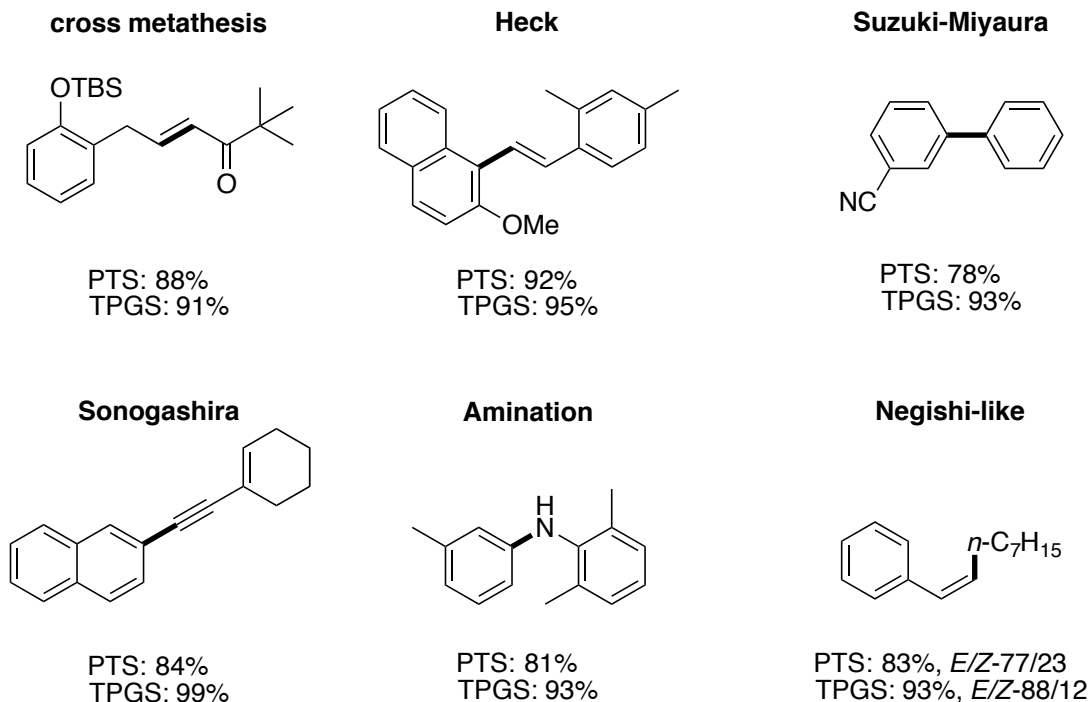 cross metathesis
OTBS
O
PTS: 88%
TPGS: 91%
Heck
OMe
PTS: 92%
TPGS: 95%
Suzuki-Miyaura
NC
PTS: 78%
TPGS: 93%
Sonogashira
PTS: 84%
TPGS: 99%
Amination
H
N
PTS: 81%
TPGS: 93%
Negishi-like
n-C7H15
PTS: 83%, E/Z-77/23
TPGS: 93%, E/Z-88/12